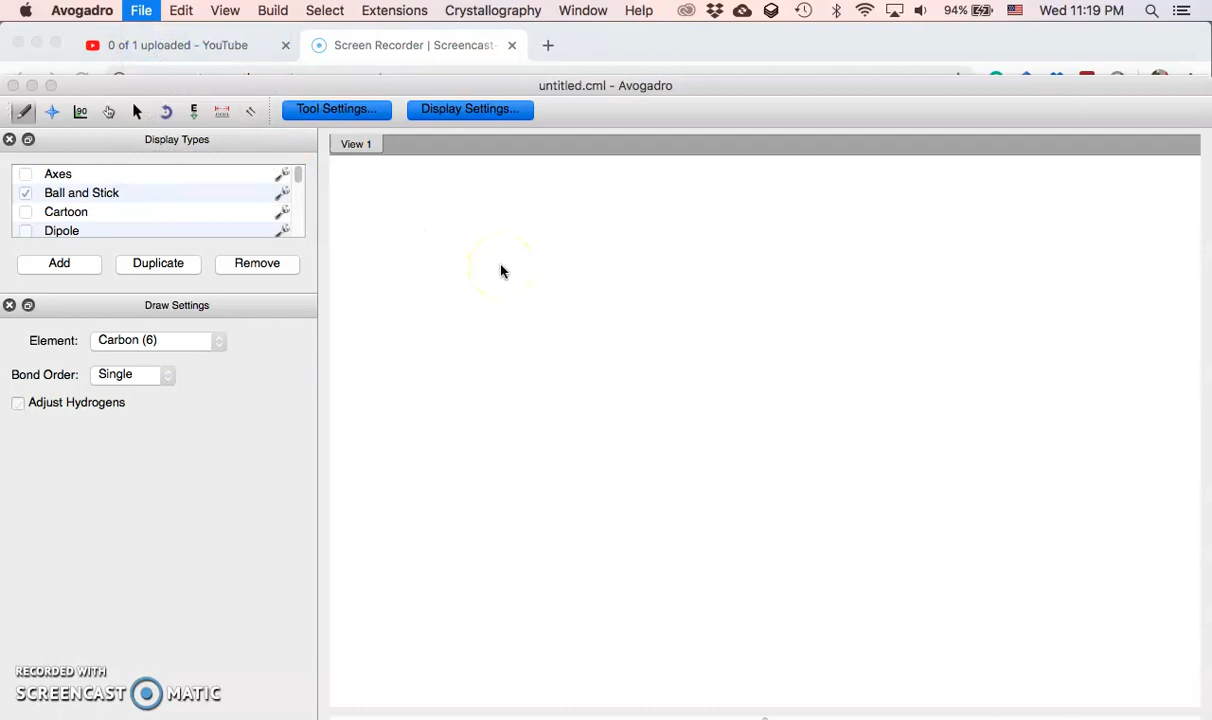 Avogadro File Edit View Build Select Extensions Crystallography Window Help 94% Wed 11:19 PM
0 of 1 uploaded - YouTube Screen Recorder | Screencast-
untitled.cml - Avogadro
90 E Tool Settings... Display Settings...
Display Types
View 1
Axes
Ball and Stick
Cartoon
Dipole
Add Duplicate Remove
Draw Settings
Element: Carbon (6)
Bond Order: Single
Adjust Hydrogens
RECORDED WITH
SCREENCAST MATIC